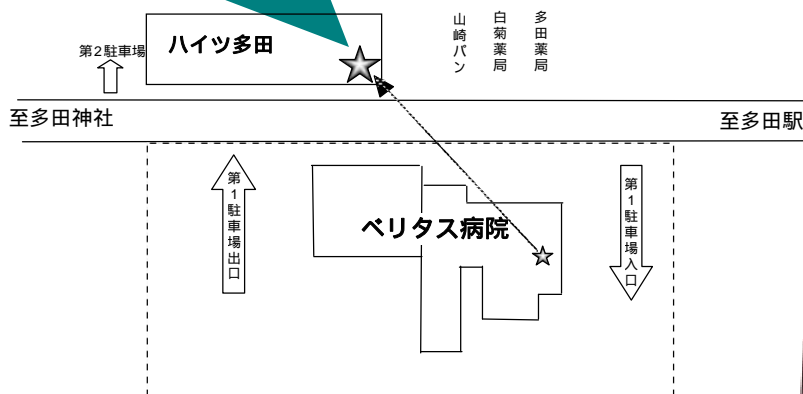 ハイツ多田
第2駐車場
山崎パン
白菊薬局
多田薬局
至多田神社
至多田駅
第1駐車場出口
ベリタス病院
第1駐車場入口